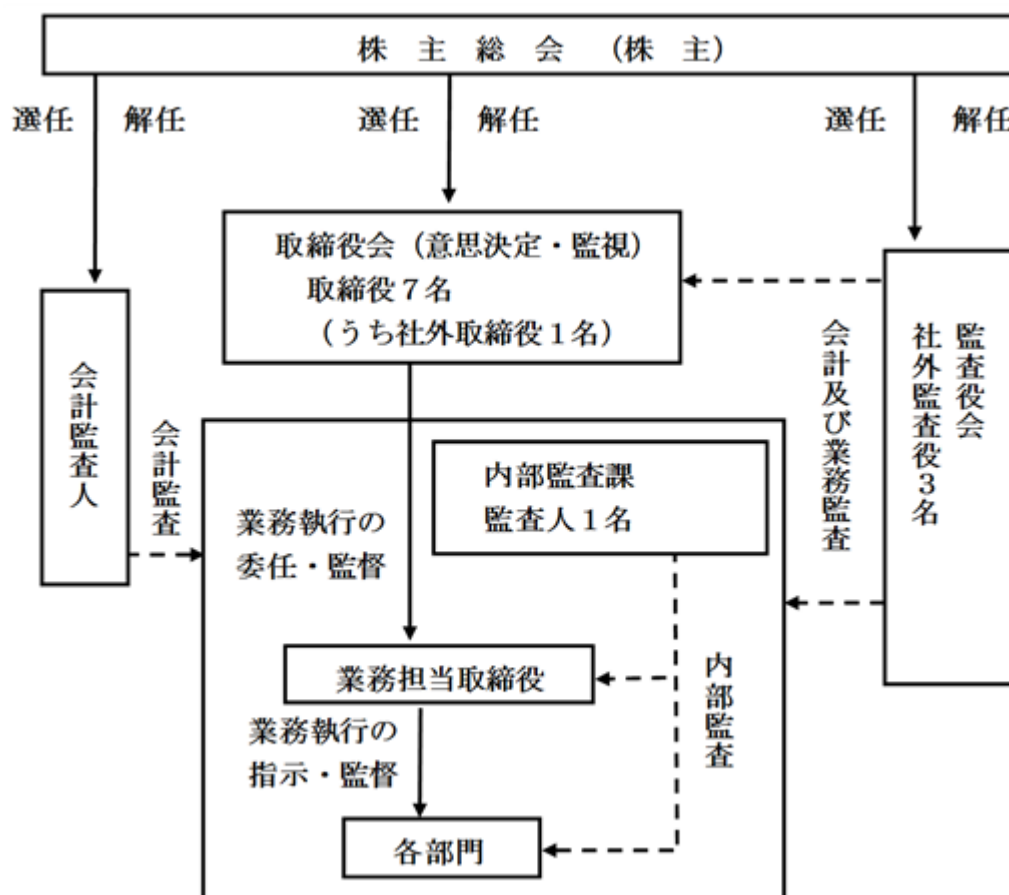 株主総会 (株主)
選任 解任
選任 解任
選任 解任
取締役会（意思決定・監視）
取締役７名
（うち社外取締役１名）
会計監査人
会計監査
監査役会
社外監査役３名
会計及び業務監査
内部監査課
監査人１名
業務執行の
委任・監督
業務担当取締役
内部監査
業務執行の
指示・監督
各部門